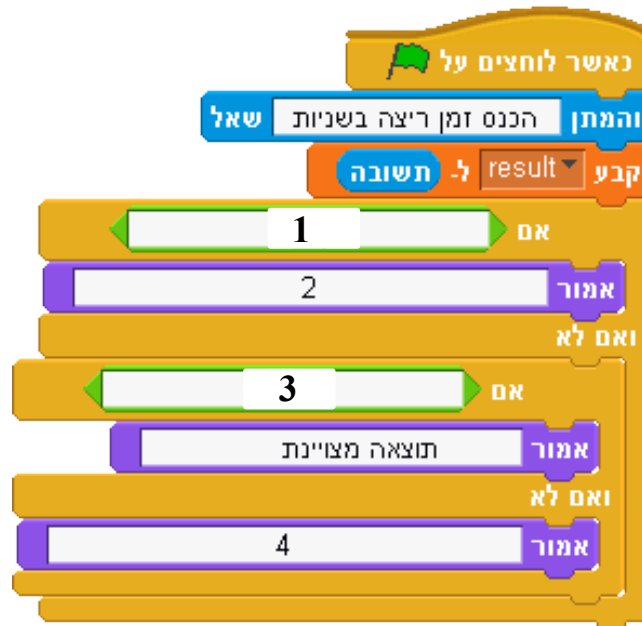 כאשר לוחצים על
שאל הכנס זמן ריצה בשניות והמתן
קבע result ל- תשובה
אם 1
אמור 2
ואם לא
אם 3
אמור תוצאה מצויינת
ואם לא
אמור 4